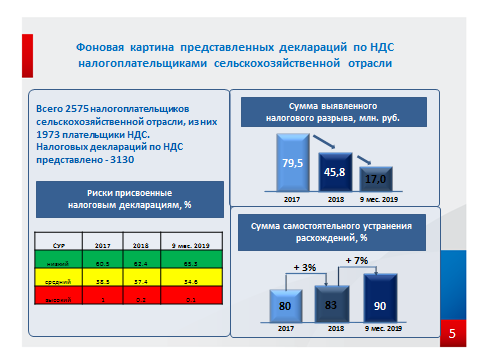 Фоновая картина представленных деклараций по НДС
налогоплательщиками сельскохозяйственной отрасли
Всего 2575 налогоплательщиков
сельскохозяйственной отрасли, из них
1973 плательщики НДС.
Налоговых деклараций по НДС
представлено - 3130
Риски присвоенные
налоговым декларациям, %
СУР 2017 2018 9 мес. 2019
низкий 60.5 62.4 65.3
средний 38.5 37.4 34.6
высокий 1 0.2 0.1
Сумма выявленного
налогового разрыва, млн. руб.
79,5
45,8
17,0
2017 2018 9 мес. 2019
Сумма самостоятельного устранения
расхождений, %
+ 3% + 7%
80 83 90
2017 2018 9 мес. 2019
5